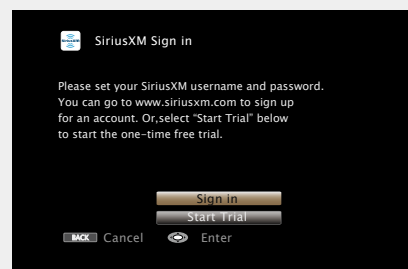 SiriusXM Sign in
Please set your SiriusXM username and password.
You can go to www.siriusxm.com to sign up
for an account. Or,select “Start Trial” below
to start the one-time free trial.
Sign in
Start Trial
BACK Cancel Enter